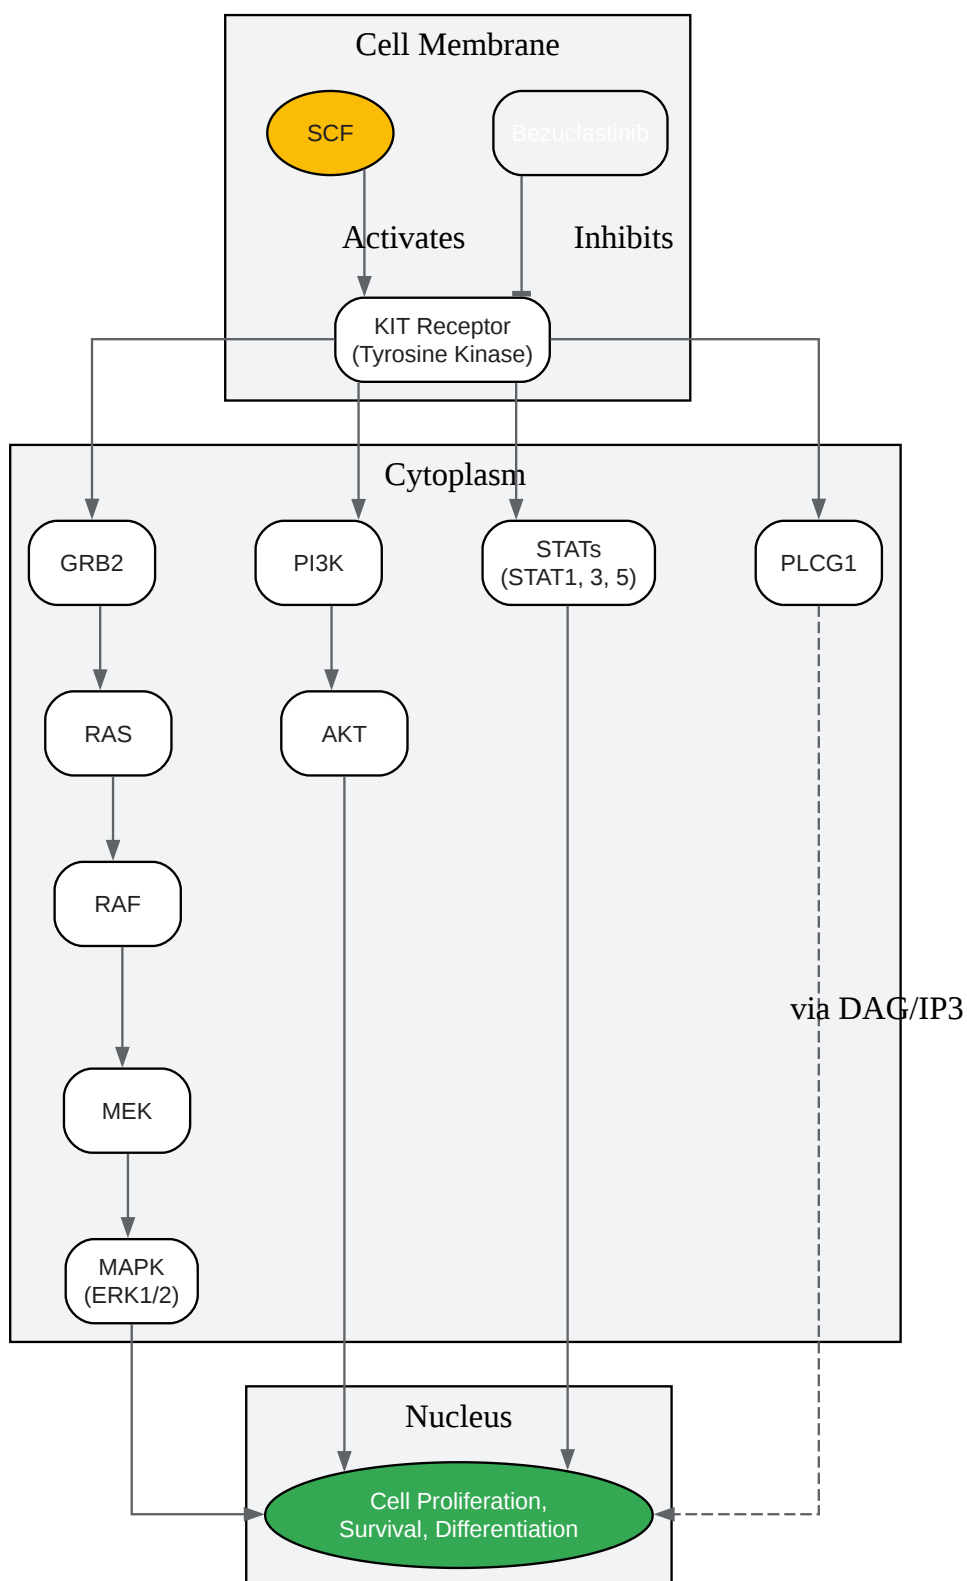 Cell Membrane
SCF
Bezuclastinib
Activates
Inhibits
KIT Receptor
(Tyrosine Kinase)
Cytoplasm
GRB2
PI3K
STATs
(STAT1, 3, 5)
PLCG1
RAS
AKT
RAF
via DAG/IP3
MEK
MAPK
(ERK1/2)
Nucleus
Cell Proliferation,
Survival, Differentiation